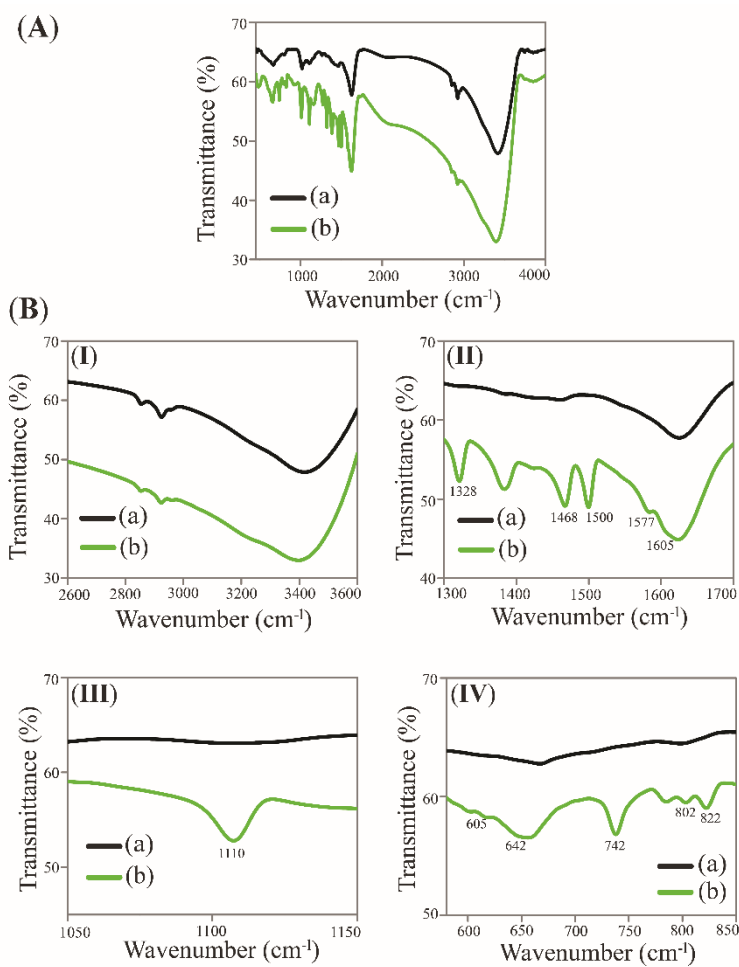 (A)
Transmittance (%)
70
60
50
40
30
(a)
(b)
1000
2000
3000
4000
Wavenumber (cm⁻¹)
(B)
(I)
Transmittance (%)
70
60
50
40
30
(a)
(b)
2600
2800
3000
3200
3400
3600
Wavenumber (cm⁻¹)
(II)
Transmittance (%)
70
60
50
40
1328
1468
1500
1577
1605
(a)
(b)
1300
1400
1500
1600
1700
Wavenumber (cm⁻¹)
(III)
Transmittance (%)
70
65
55
45
1110
(a)
(b)
1050
1100
1150
Wavenumber (cm⁻¹)
(IV)
Transmittance (%)
70
60
50
605
642
742
802
822
(a)
(b)
600
650
700
750
800
850
Wavenumber (cm⁻¹)